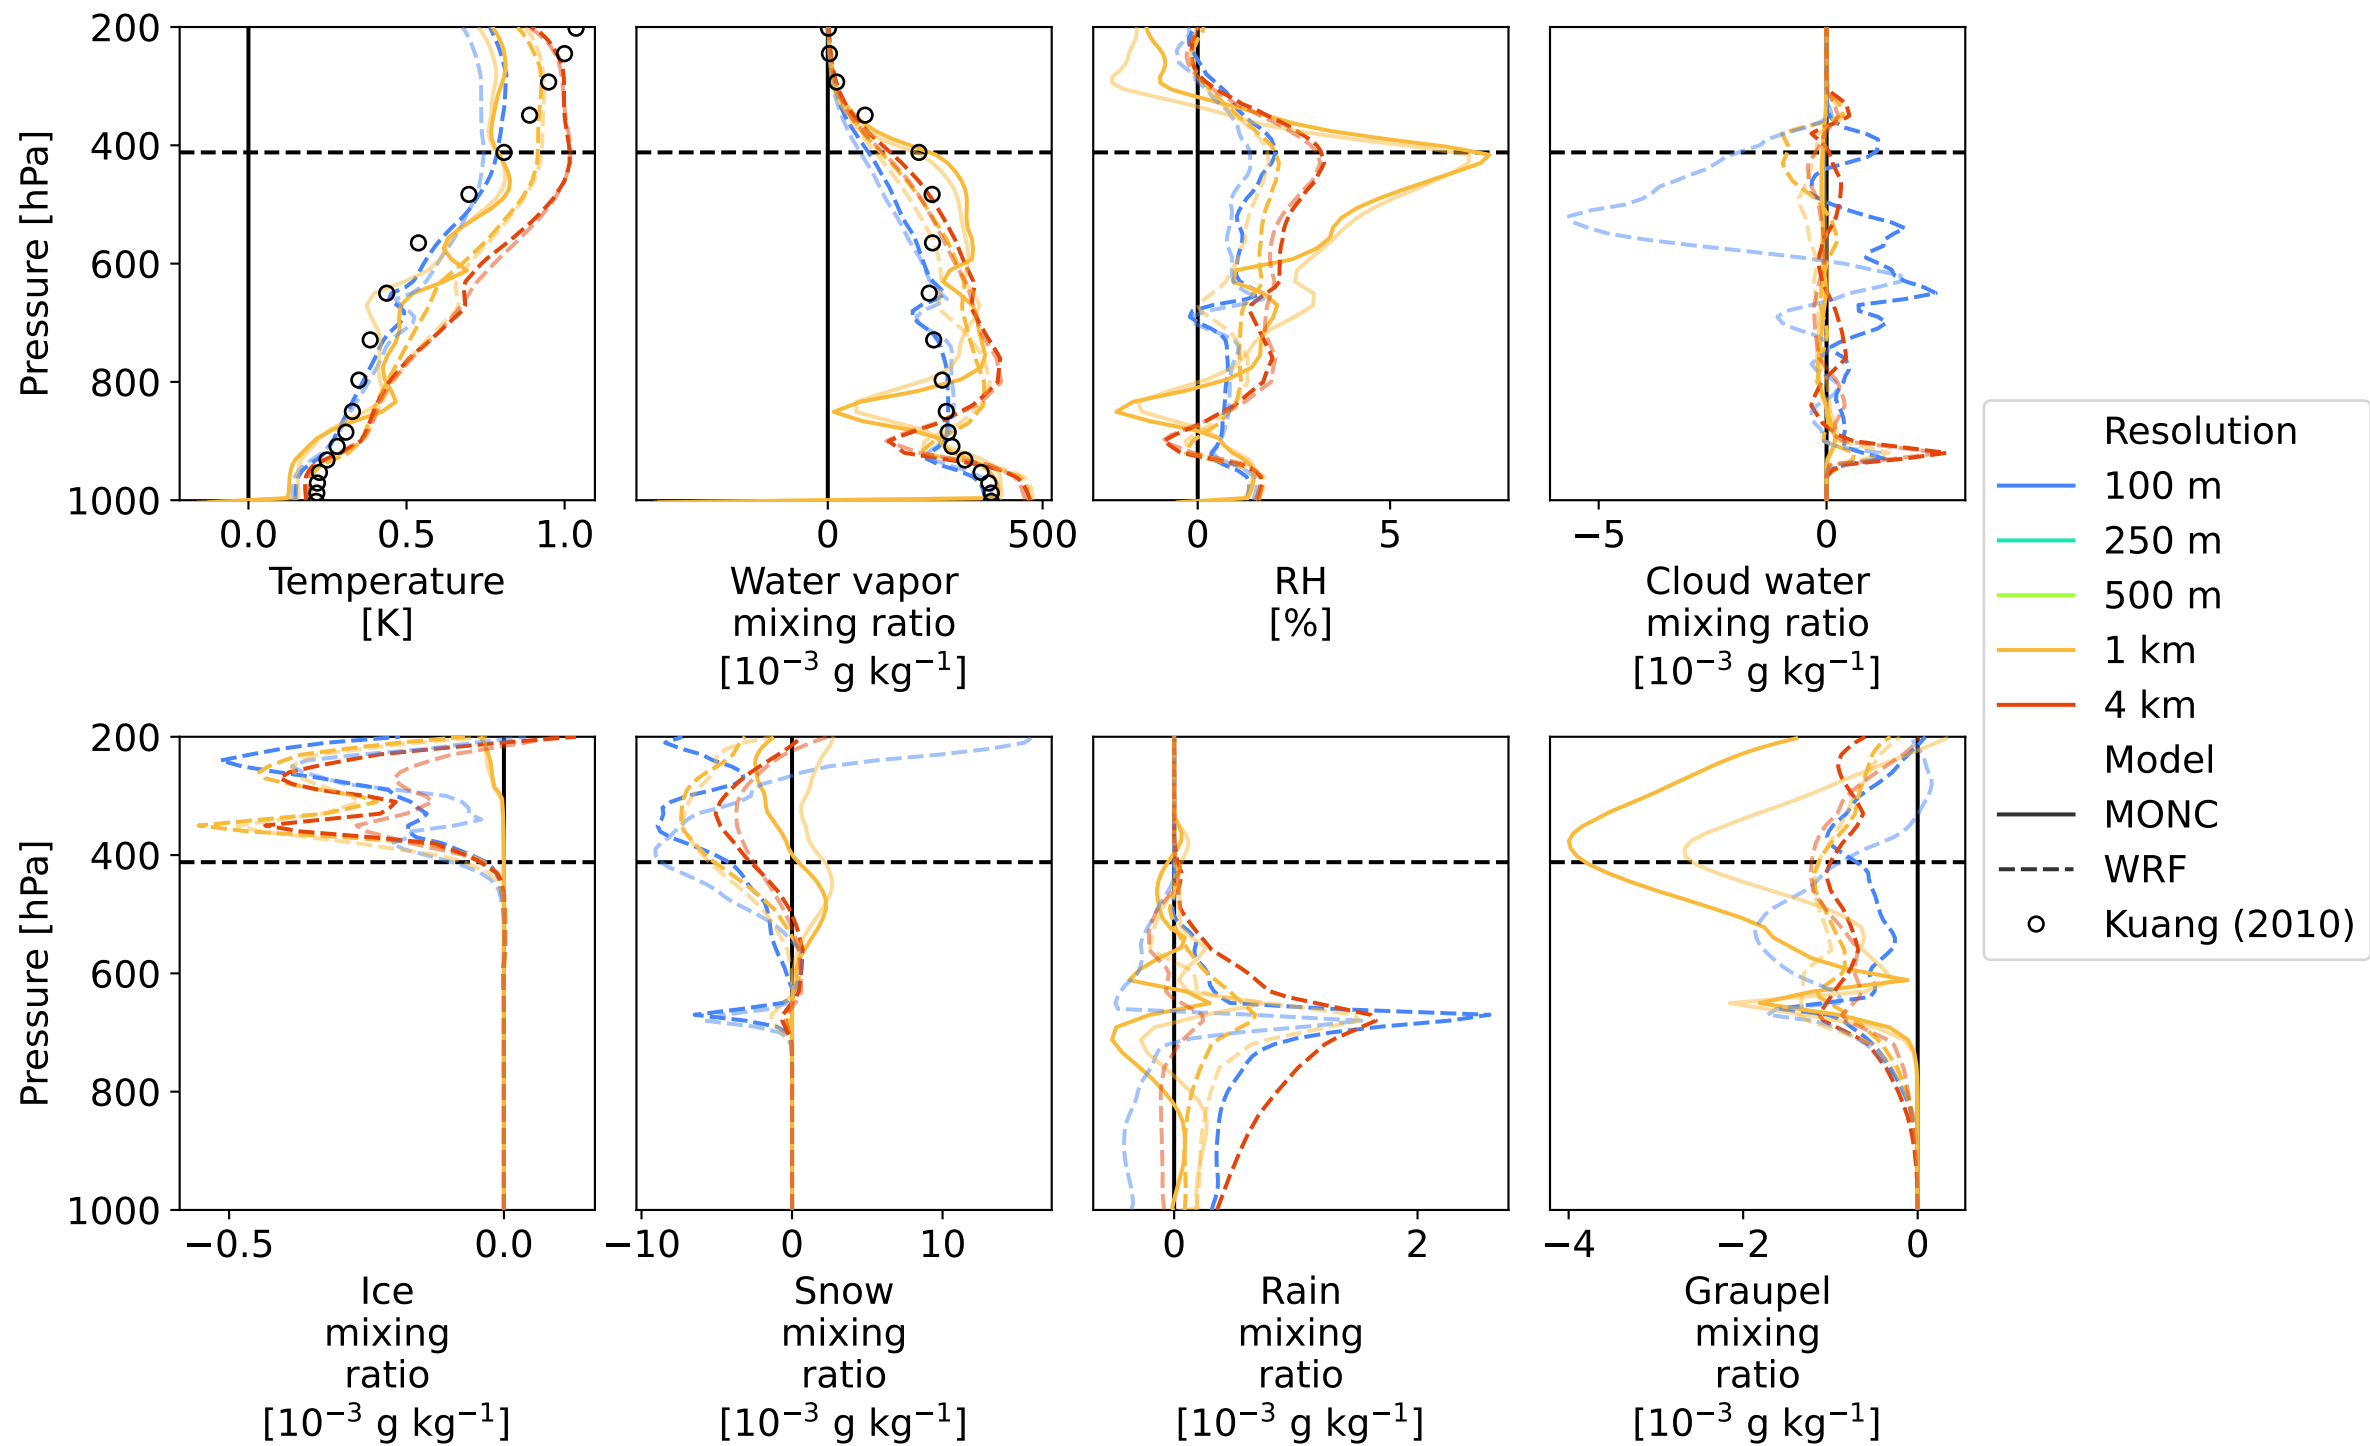 200
400
600
800
1000
Pressure [hPa]
0.0 0.5 1.0
Temperature
[K]
0 500
Water vapor
mixing ratio
[10⁻³ g kg⁻¹]
0 5
RH
[%]
−5 0
Cloud water
mixing ratio
[10⁻³ g kg⁻¹]
200
400
600
800
1000
Pressure [hPa]
−0.5 0.0
Ice
mixing
ratio
[10⁻³ g kg⁻¹]
−10 0 10
Snow
mixing
ratio
[10⁻³ g kg⁻¹]
0 2
Rain
mixing
ratio
[10⁻³ g kg⁻¹]
−4 −2 0
Graupel
mixing
ratio
[10⁻³ g kg⁻¹]
Resolution
100 m
250 m
500 m
1 km
4 km
Model
MONC
WRF
Kuang (2010)